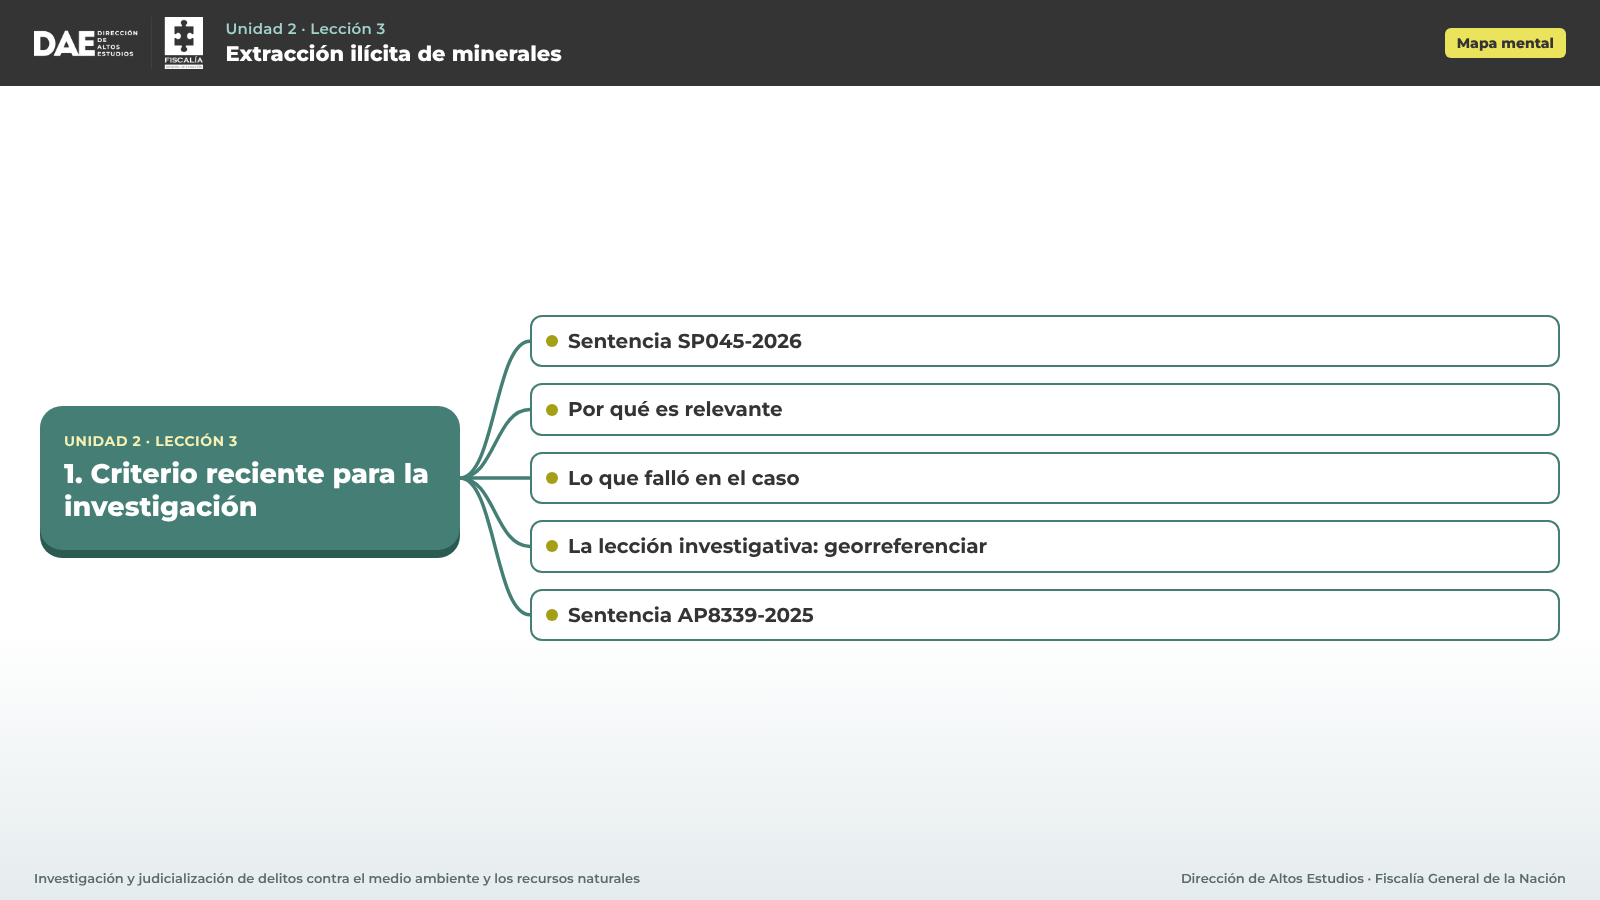 DAE
DIRECCIÓN
DE
ALTOS
ESTUDIOS
FISCALÍA
Unidad 2 · Lección 3
Extracción ilícita de minerales
Mapa mental
UNIDAD 2 · LECCIÓN 3
1. Criterio reciente para la
investigación
Sentencia SP045-2026
Por qué es relevante
Lo que falló en el caso
La lección investigativa: georreferenciar
Sentencia AP8339-2025
Investigación y judicialización de delitos contra el medio ambiente y los recursos naturales
Dirección de Altos Estudios · Fiscalía General de la Nación